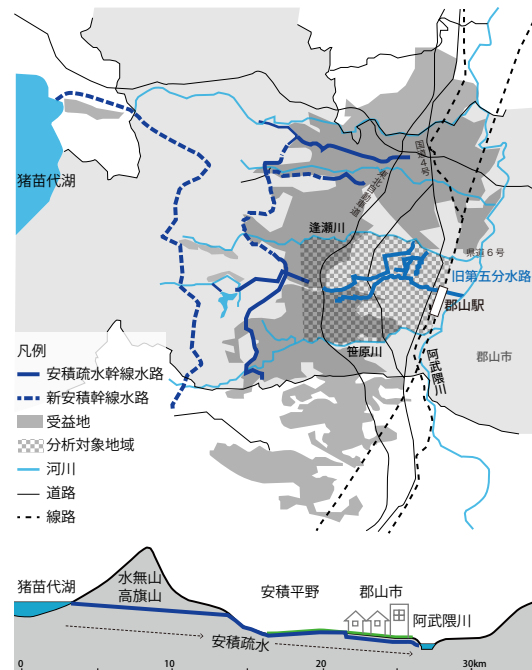 猪苗代湖
国道4号
東北自動車道
逢瀬川
県道6号
旧第五分水路
郡山駅
笹原川
阿武隈川
郡山市
凡例
安積疏水幹線水路
新安積幹線水路
受益地
分析対象地域
河川
道路
線路
猪苗代湖
水無山
高旗山
安積平野
郡山市
阿武隈川
安積疏水
0
10
20
30km